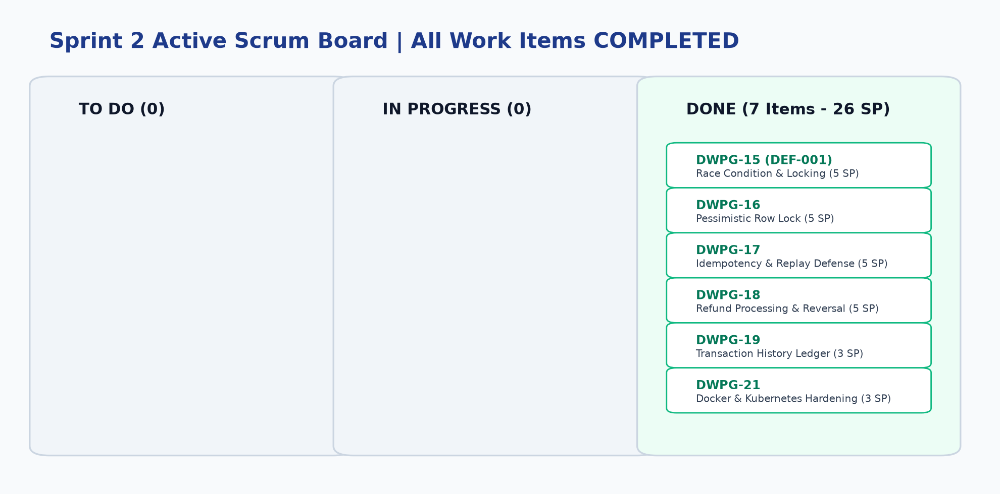 Sprint 2 Active Scrum Board | All Work Items COMPLETED
TO DO (0)
IN PROGRESS (0)
DONE (7 Items - 26 SP)
DWPG-15 (DEF-001)
Race Condition & Locking (5 SP)
DWPG-16
Pessimistic Row Lock (5 SP)
DWPG-17
Idempotency & Replay Defense (5 SP)
DWPG-18
Refund Processing & Reversal (5 SP)
DWPG-19
Transaction History Ledger (3 SP)
DWPG-21
Docker & Kubernetes Hardening (3 SP)